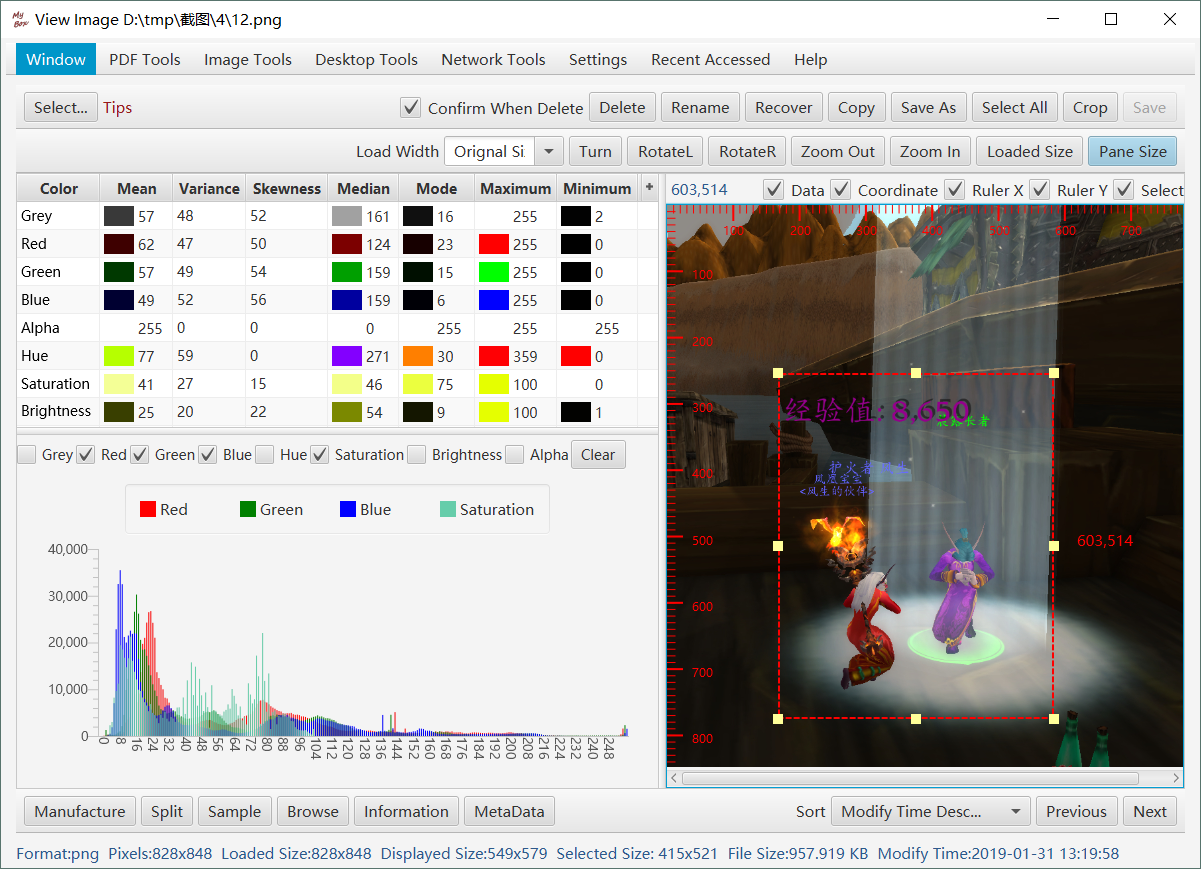 View Image D:\tmp\截图\4\12.png
Window PDF Tools Image Tools Desktop Tools Network Tools Settings Recent Accessed Help
Select... Tips Confirm When Delete Delete Rename Recover Copy Save As Select All Crop Save
Load Width Orignal Si Turn RotateL RotateR Zoom Out Zoom In Loaded Size Pane Size
Color Mean Variance Skewness Median Mode Maximum Minimum +
Grey 57 48 52 161 16 255 2
Red 62 47 50 124 23 255 0
Green 57 49 54 159 15 255 0
Blue 49 52 56 159 6 255 0
Alpha 255 0 0 0 255 255 255
Hue 77 59 0 271 30 359 0
Saturation 41 27 15 46 75 100 0
Brightness 25 20 22 54 9 100 1
Grey Red Green Blue Hue Saturation Brightness Alpha Clear
Red Green Blue Saturation
40,000
30,000
20,000
10,000
0
0 8 16 24 32 40 48 56 64 72 80 88 96 104 112 120 128 136 144 152 160 168 176 184 192 200 208 216 224 232 240 248
603,514 Data Coordinate Ruler X Ruler Y Select
100 200 300 400 500 600 700
100
200
300
400
500
600
700
800
经验值: 8,650
长者
护火者
凤凰宝宝
<风生的伙伴>
603,514
Manufacture Split Sample Browse Information MetaData Sort Modify Time Desc... Previous Next
Format:png Pixels:828x848 Loaded Size:828x848 Displayed Size:549x579 Selected Size: 415x521 File Size:957.919 KB Modify Time:2019-01-31 13:19:58